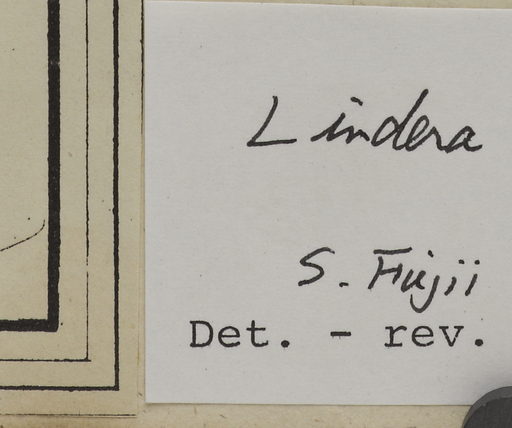 Lindera
S. Fujii
Det. - rev.